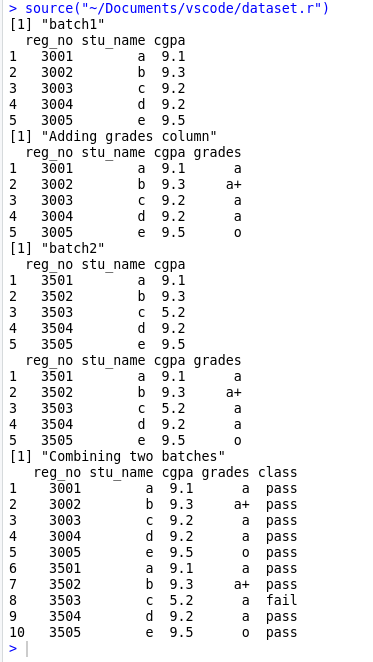 > source("~/Documents/vscode/dataset.r")
[1] "batch1"
  reg_no stu_name cgpa
1   3001        a  9.1
2   3002        b  9.3
3   3003        c  9.2
4   3004        d  9.2
5   3005        e  9.5
[1] "Adding grades column"
  reg_no stu_name cgpa grades
1   3001        a  9.1      a
2   3002        b  9.3     a+
3   3003        c  9.2      a
4   3004        d  9.2      a
5   3005        e  9.5      o
[1] "batch2"
  reg_no stu_name cgpa
1   3501        a  9.1
2   3502        b  9.3
3   3503        c  5.2
4   3504        d  9.2
5   3505        e  9.5
  reg_no stu_name cgpa grades
1   3501        a  9.1      a
2   3502        b  9.3     a+
3   3503        c  5.2      a
4   3504        d  9.2      a
5   3505        e  9.5      o
[1] "Combining two batches"
   reg_no stu_name cgpa grades class
1    3001        a  9.1      a  pass
2    3002        b  9.3     a+  pass
3    3003        c  9.2      a  pass
4    3004        d  9.2      a  pass
5    3005        e  9.5      o  pass
6    3501        a  9.1      a  pass
7    3502        b  9.3     a+  pass
8    3503        c  5.2      a  fail
9    3504        d  9.2      a  pass
10   3505        e  9.5      o  pass
>